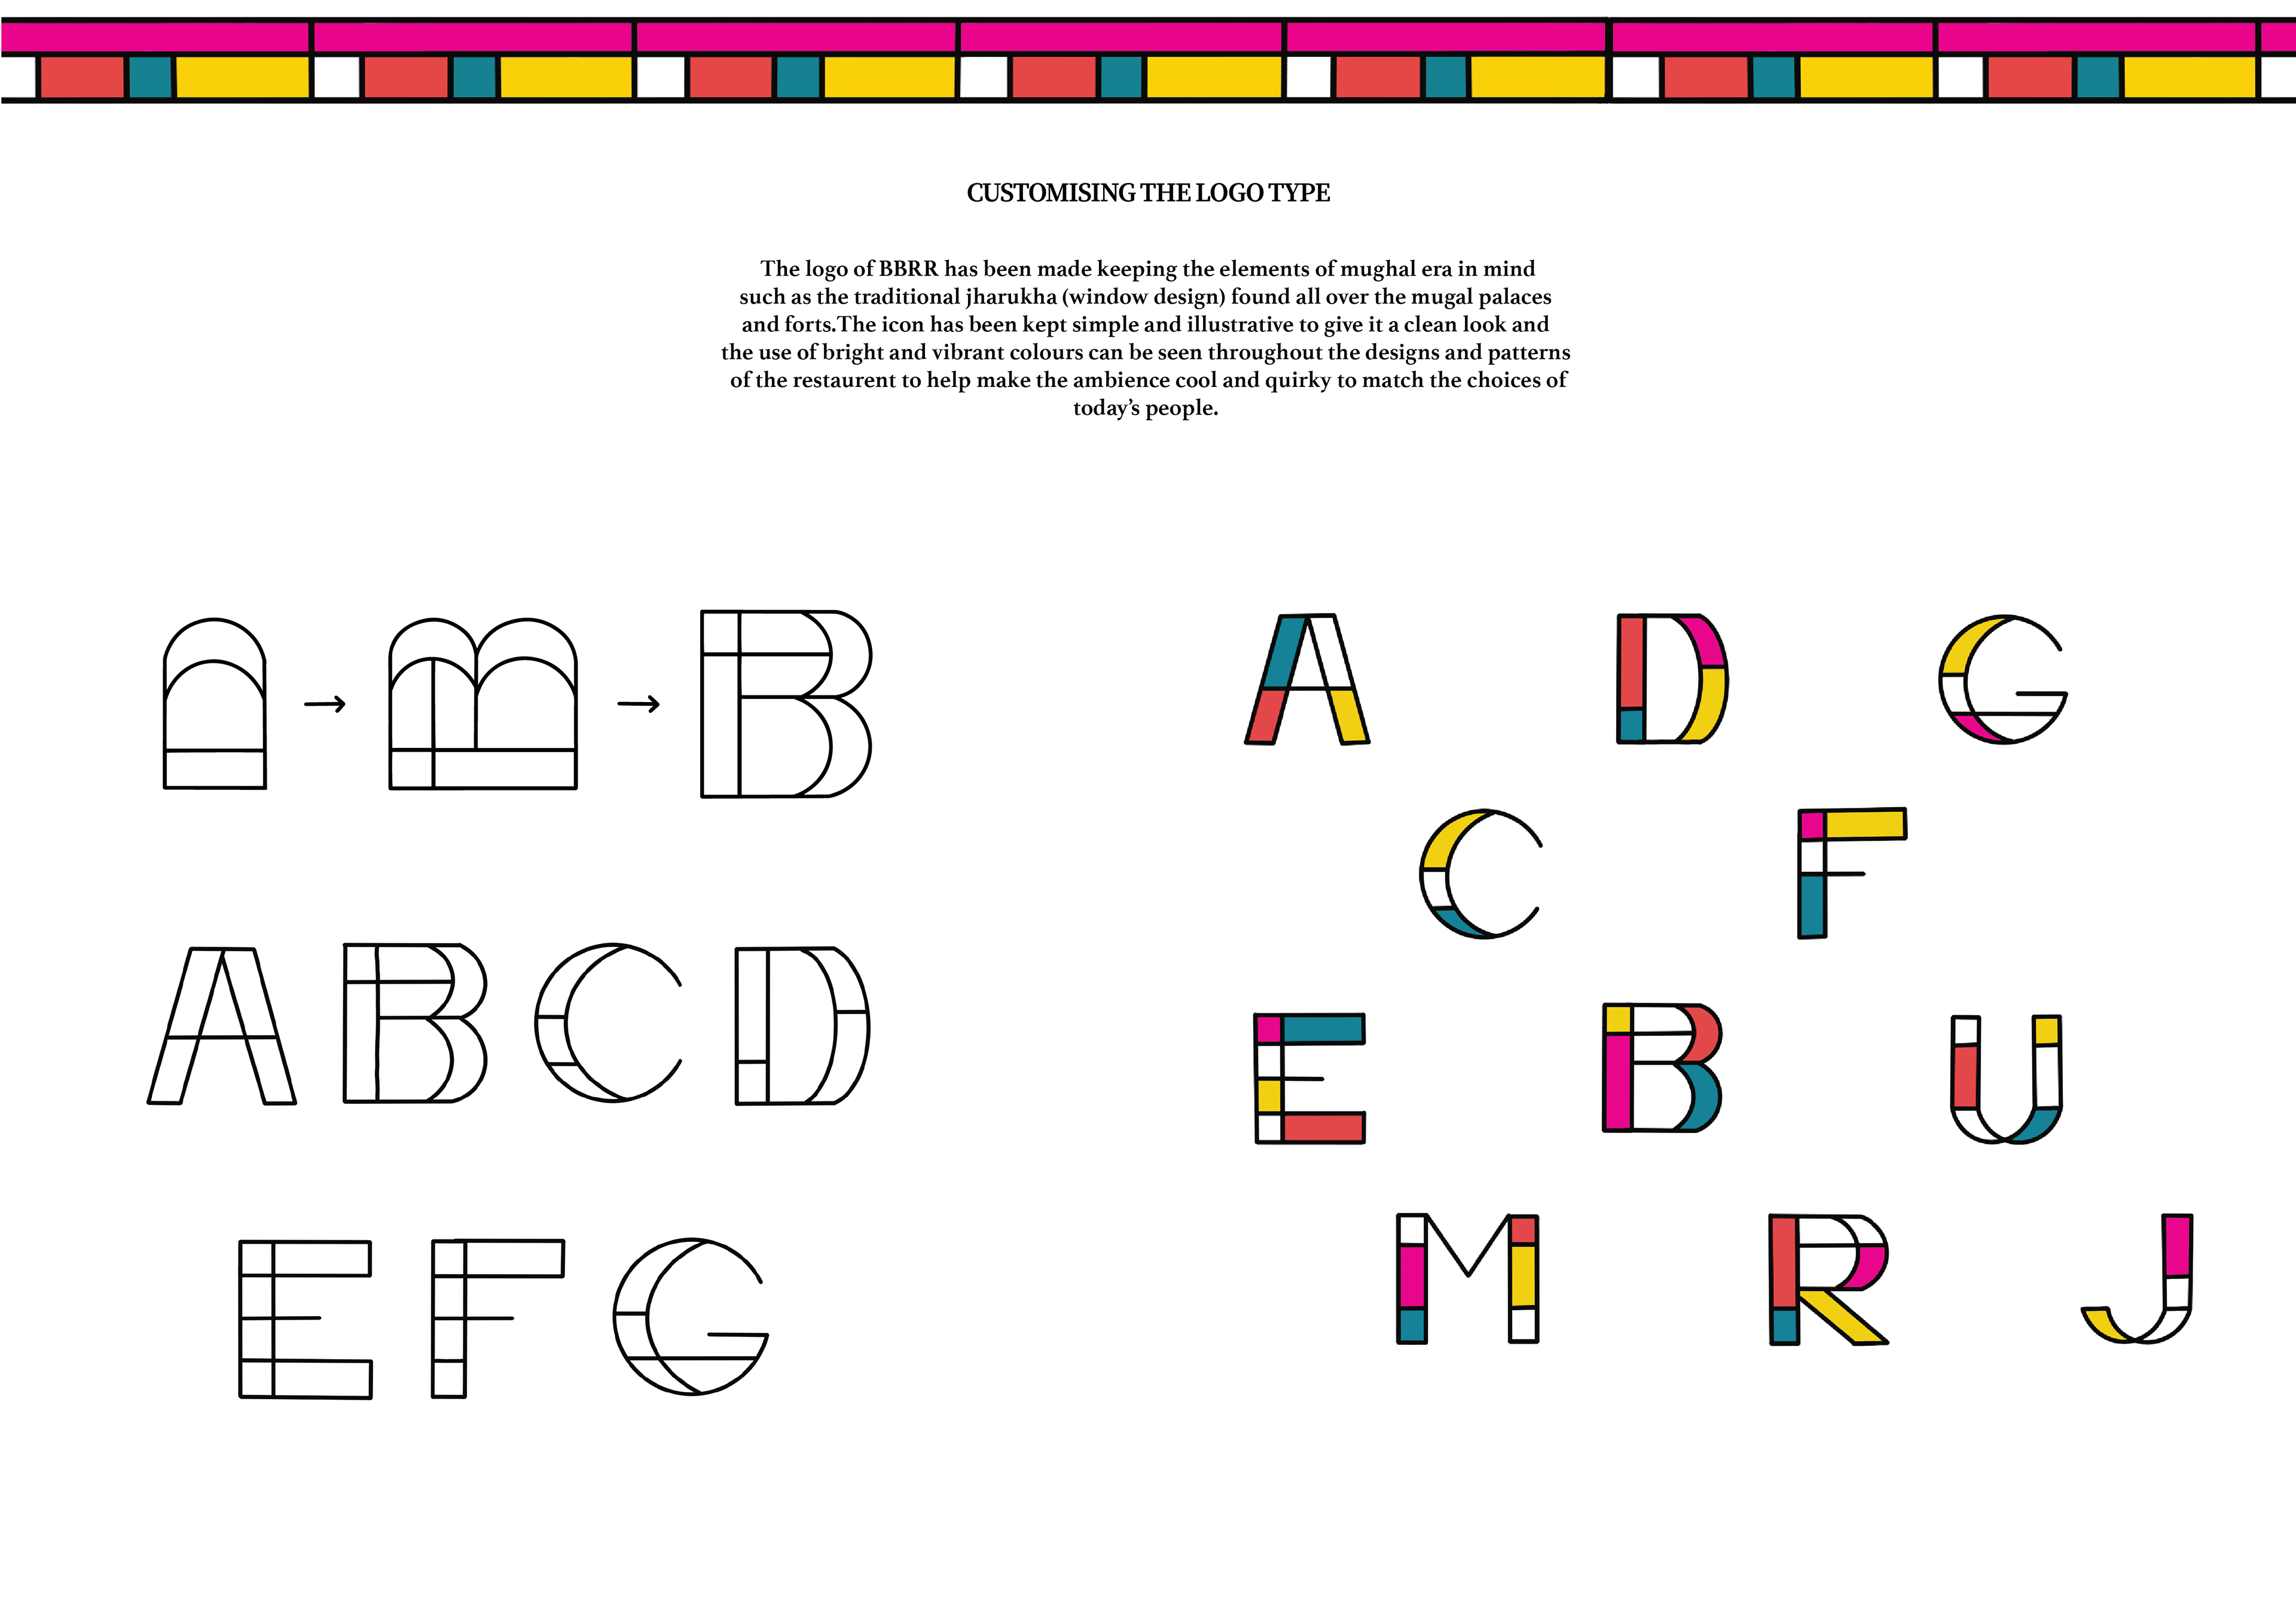 CUSTOMISING THE LOGO TYPE
The logo of BBRR has been made keeping the elements of mughal era in mind
such as the traditional jharukha (window design) found all over the mugal palaces
and forts.The icon has been kept simple and illustrative to give it a clean look and
the use of bright and vibrant colours can be seen throughout the designs and patterns
of the restaurent to help make the ambience cool and quirky to match the choices of
today's people.
B
A B C D
E F G
A D G
C F
E B U
M R J